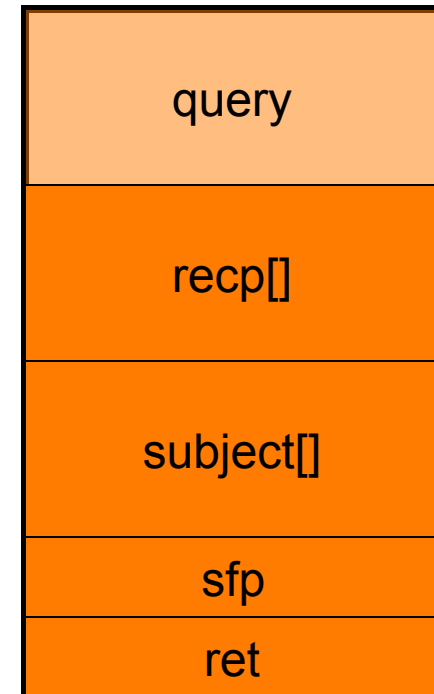 query
recp[]
subject[]
sfp
ret